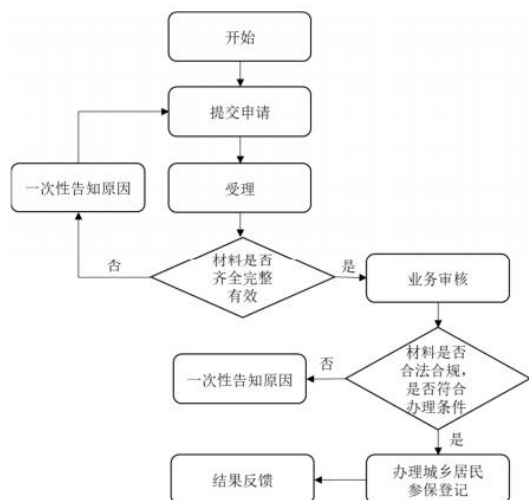 开始
提交申请
一次性告知原因
受理
材料是否
齐全完整
有效
否
是
业务审核
材料是否
合法合规，
是否符合
办理条件
否
一次性告知原因
是
办理城乡居民
参保登记
结果反馈